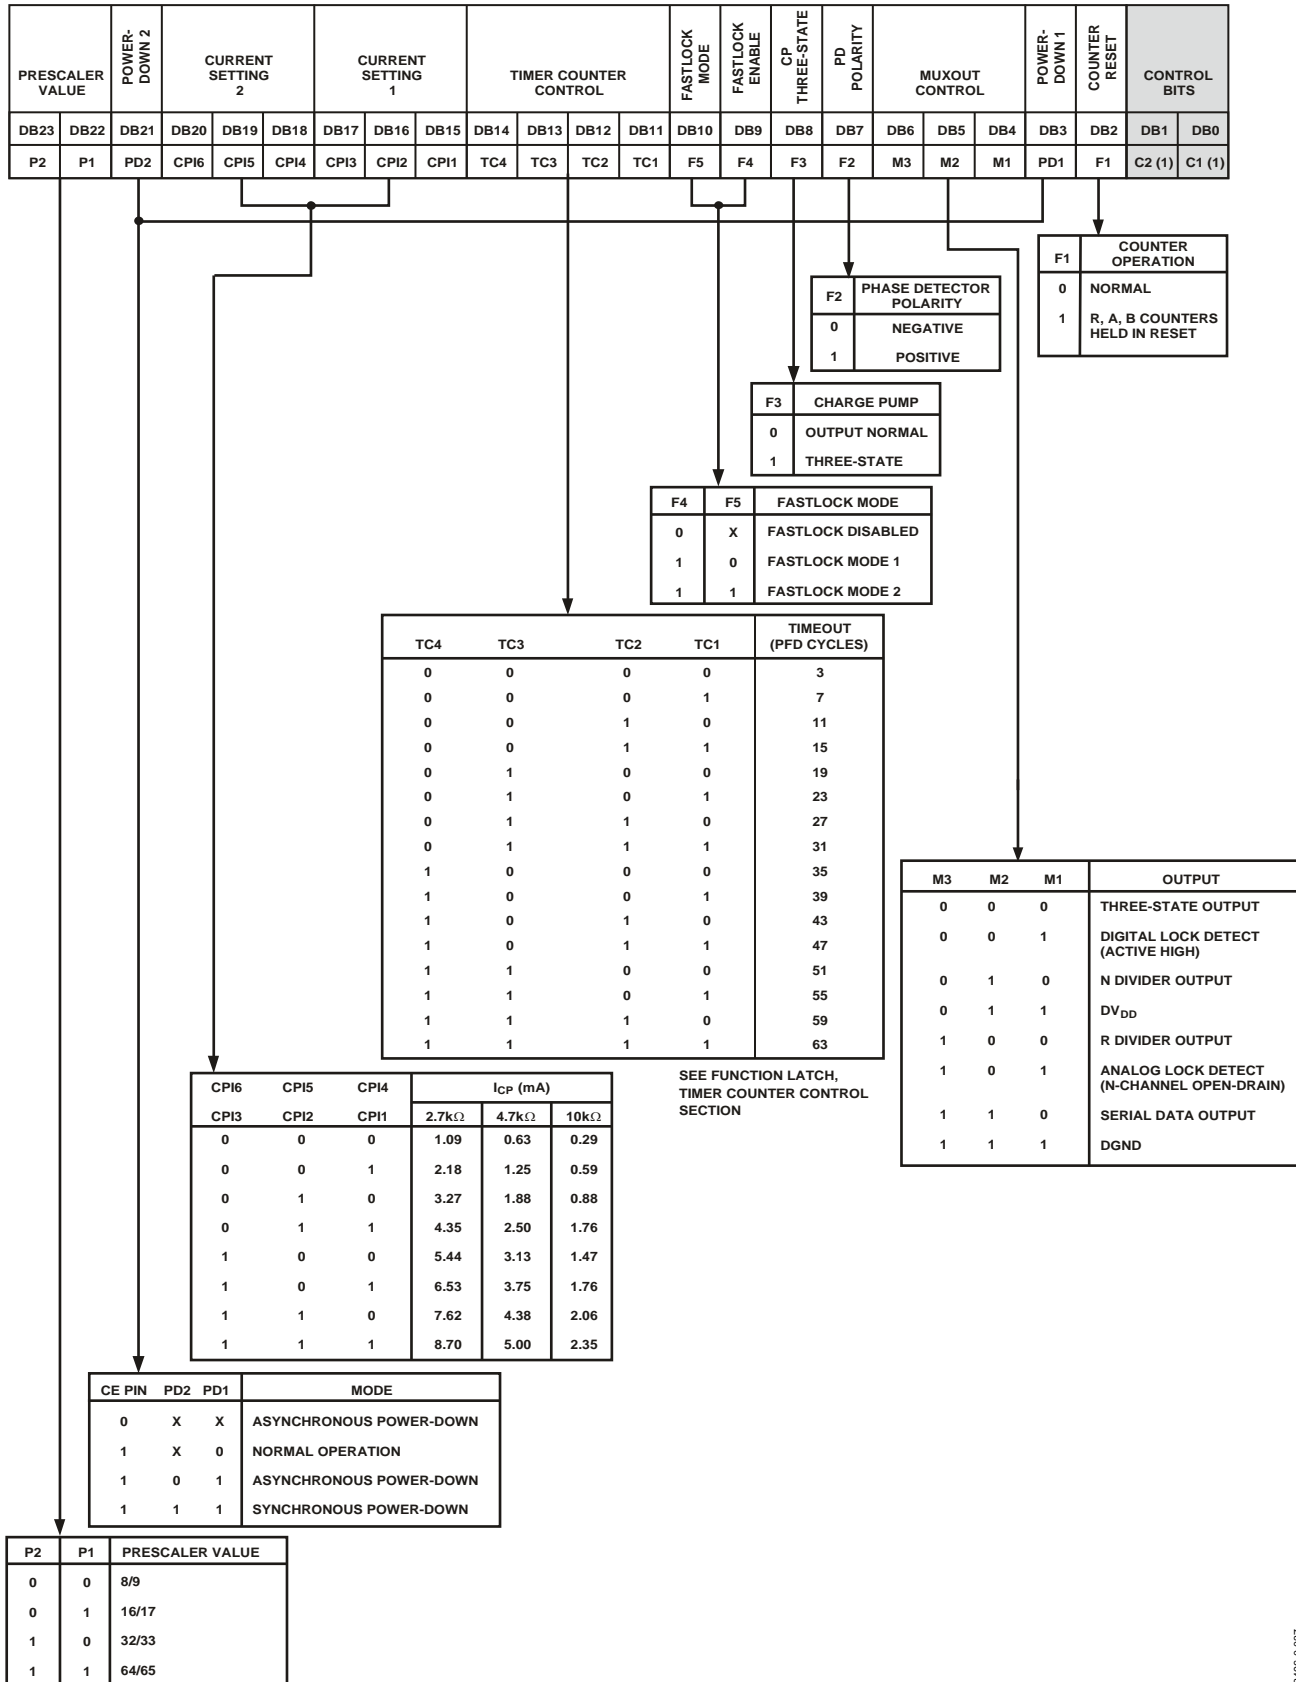 PRESCALER VALUE
POWER-DOWN 2
CURRENT SETTING 2
CURRENT SETTING 1
TIMER COUNTER CONTROL
FASTLOCK MODE
FASTLOCK ENABLE
CP THREE-STATE
PD POLARITY
MUXOUT CONTROL
POWER-DOWN 1
COUNTER RESET
CONTROL BITS
DB23 DB22 DB21 DB20 DB19 DB18 DB17 DB16 DB15 DB14 DB13 DB12 DB11 DB10 DB9 DB8 DB7 DB6 DB5 DB4 DB3 DB2 DB1 DB0
P2 P1 PD2 CPI6 CPI5 CPI4 CPI3 CPI2 CPI1 TC4 TC3 TC2 TC1 F5 F4 F3 F2 M3 M2 M1 PD1 F1 C2 (1) C1 (1)
F1 COUNTER OPERATION
0 NORMAL
1 R, A, B COUNTERS
HELD IN RESET
F2 PHASE DETECTOR POLARITY
0 NEGATIVE
1 POSITIVE
F3 CHARGE PUMP
0 OUTPUT NORMAL
1 THREE-STATE
F4 F5 FASTLOCK MODE
0 X FASTLOCK DISABLED
1 0 FASTLOCK MODE 1
1 1 FASTLOCK MODE 2
TC4 TC3 TC2 TC1 TIMEOUT (PFD CYCLES)
0 0 0 0 3
0 0 0 1 7
0 0 1 0 11
0 0 1 1 15
0 1 0 0 19
0 1 0 1 23
0 1 1 0 27
0 1 1 1 31
1 0 0 0 35
1 0 0 1 39
1 0 1 0 43
1 0 1 1 47
1 1 0 0 51
1 1 0 1 55
1 1 1 0 59
1 1 1 1 63
SEE FUNCTION LATCH,
TIMER COUNTER CONTROL
SECTION
M3 M2 M1 OUTPUT
0 0 0 THREE-STATE OUTPUT
0 0 1 DIGITAL LOCK DETECT
(ACTIVE HIGH)
0 1 0 N DIVIDER OUTPUT
0 1 1 DVDD
1 0 0 R DIVIDER OUTPUT
1 0 1 ANALOG LOCK DETECT
(N-CHANNEL OPEN-DRAIN)
1 1 0 SERIAL DATA OUTPUT
1 1 1 DGND
CPI6 CPI5 CPI4 ICP (mA)
CPI3 CPI2 CPI1 2.7kΩ 4.7kΩ 10kΩ
0 0 0 1.09 0.63 0.29
0 0 1 2.18 1.25 0.59
0 1 0 3.27 1.88 0.88
0 1 1 4.35 2.50 1.76
1 0 0 5.44 3.13 1.47
1 0 1 6.53 3.75 1.76
1 1 0 7.62 4.38 2.06
1 1 1 8.70 5.00 2.35
CE PIN PD2 PD1 MODE
0 X X ASYNCHRONOUS POWER-DOWN
1 X 0 NORMAL OPERATION
1 0 1 ASYNCHRONOUS POWER-DOWN
1 1 1 SYNCHRONOUS POWER-DOWN
P2 P1 PRESCALER VALUE
0 0 8/9
0 1 16/17
1 0 32/33
1 1 64/65